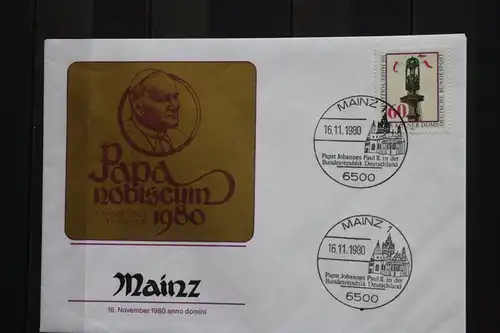 Papa
nobiscum
1980
Mainz
16. November 1980 anno domini
60
DEUTSCHE BUNDESPOST
MAINZ
16.11.1980
Papst Johannes Paul II. in der
Bundesrepublik Deutschland
6500
MAINZ 1
16.11.1980
Papst Johannes Paul II. in der
Bundesrepublik Deutschland
6500